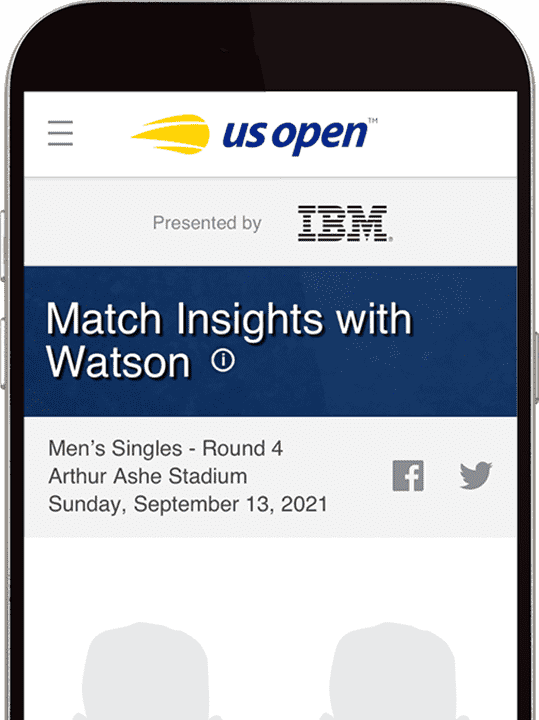 us open™
Presented by IBM®
Match Insights with
Watson
Men's Singles - Round 4
Arthur Ashe Stadium
Sunday, September 13, 2021